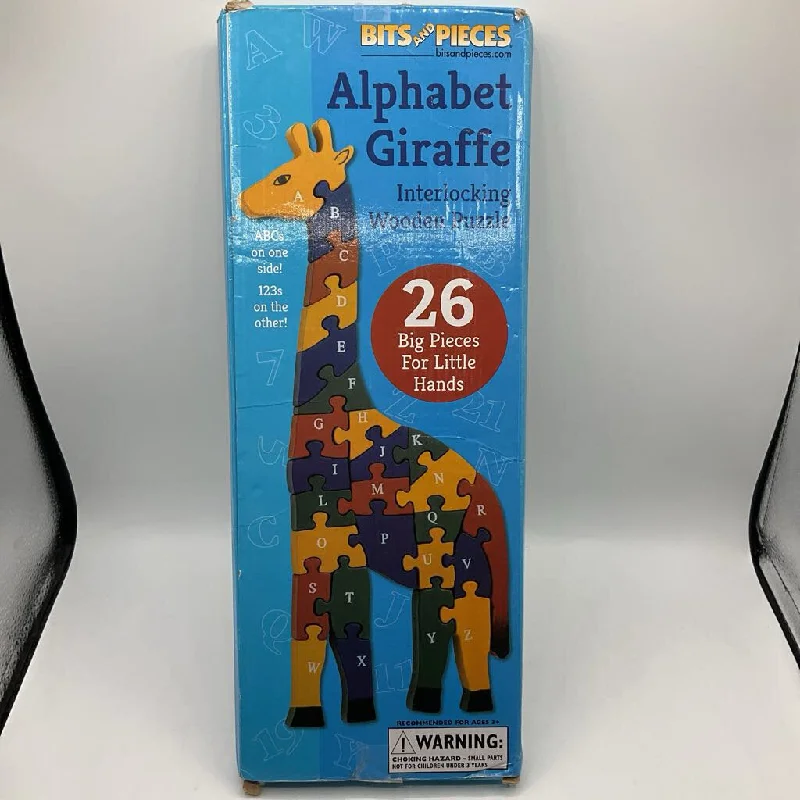 BITS AND PIECES
bitsandpieces.com
Alphabet
Giraffe
Interlocking
Wooden Puzzle
ABCs
on one
side!
123s
on the
other!
26
Big Pieces
For Little
Hands
A
B
C
D
E
F
G
H
I
J
K
L
M
N
O
P
Q
R
S
T
U
V
W
X
Y
Z
RECOMMENDED FOR AGES 3+
WARNING:
CHOKING HAZARD - SMALL PARTS
NOT FOR CHILDREN UNDER 3 YEARS